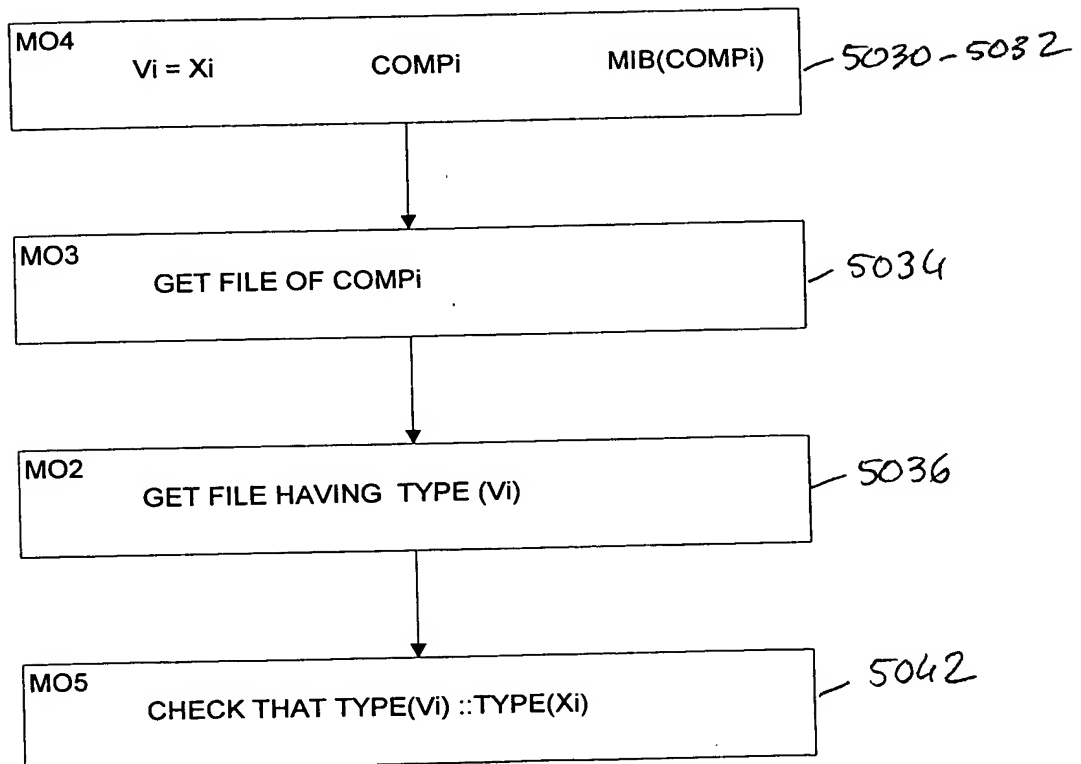 MO4
Vi = Xi COMPi MIB(COMPi)
5030-5032
MO3
GET FILE OF COMPi
5034
MO2
GET FILE HAVING TYPE (Vi)
5036
MO5
CHECK THAT TYPE(Vi) ::TYPE(Xi)
5042